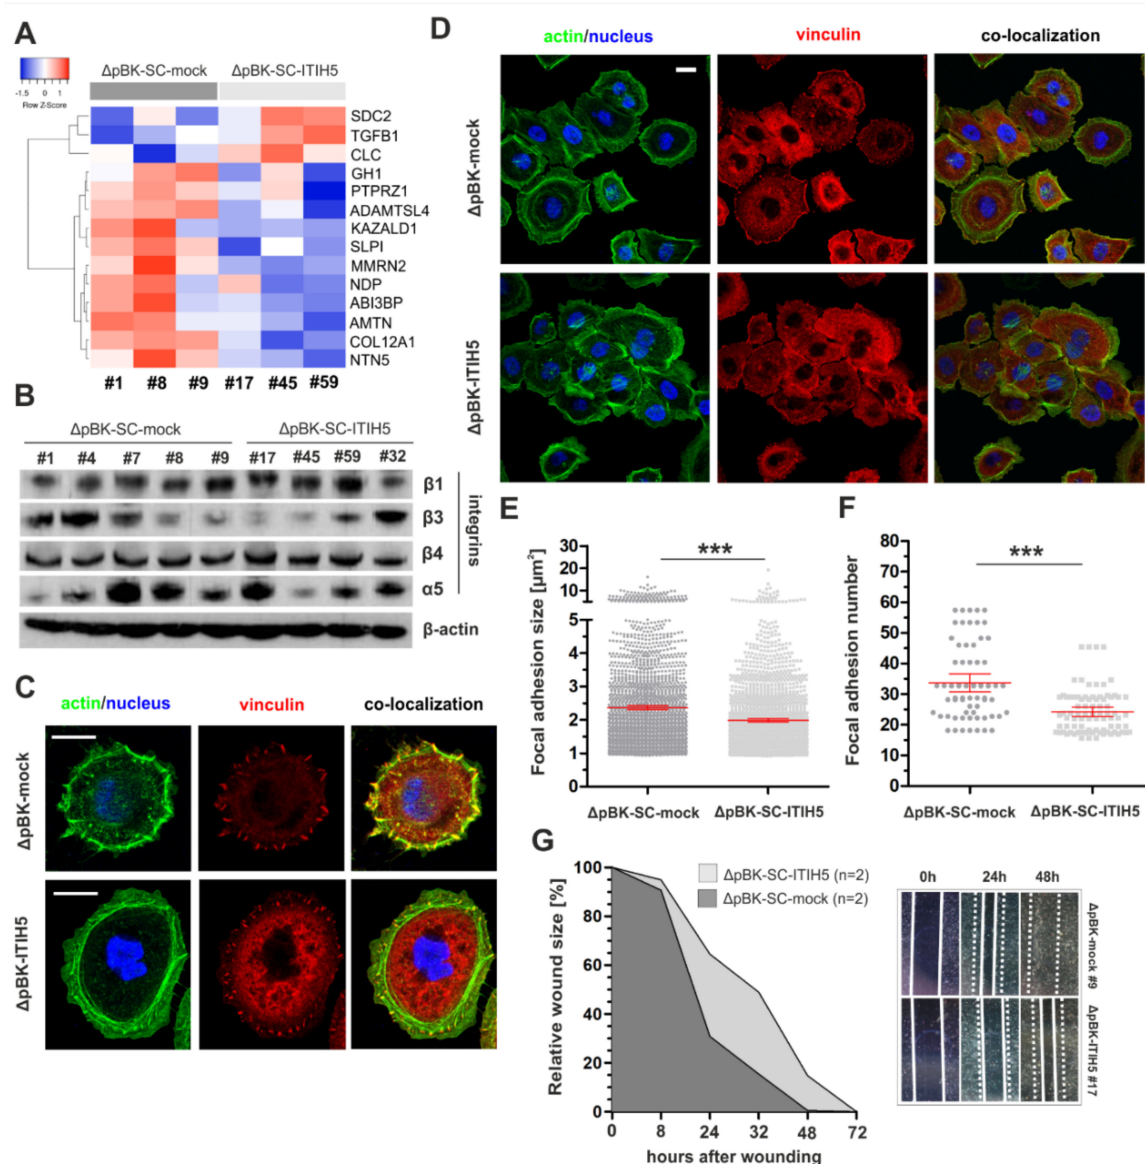 A
ΔpBK-SC-mock ΔpBK-SC-ITIH5
-1.5 0 1
Row Z-Score
SDC2
TGFB1
CLC
GH1
PTPRZ1
ADAMTSL4
KAZALD1
SLPI
MMRN2
NDP
ABI3BP
AMTN
COL12A1
NTN5
#1 #8 #9 #17 #45 #59
B
ΔpBK-SC-mock ΔpBK-SC-ITIH5
#1 #4 #7 #8 #9 #17 #45 #59 #32
β1
β3
β4
α5
integrins
β-actin
C
actin/nucleus vinculin co-localization
ΔpBK-mock
ΔpBK-ITIH5
D
actin/nucleus vinculin co-localization
ΔpBK-mock
ΔpBK-ITIH5
E
Focal adhesion size [µm²]
30
20
10
5
4
3
2
1
0
***
ΔpBK-SC-mock ΔpBK-SC-ITIH5
F
Focal adhesion number
80
70
60
50
40
30
20
10
0
***
ΔpBK-SC-mock ΔpBK-SC-ITIH5
G
Relative wound size [%]
100
80
60
40
20
0
ΔpBK-SC-ITIH5 (n=2)
ΔpBK-SC-mock (n=2)
0 8 24 32 48 72
hours after wounding
0h 24h 48h
ΔpBK-mock #9
ΔpBK-ITIH5 #17